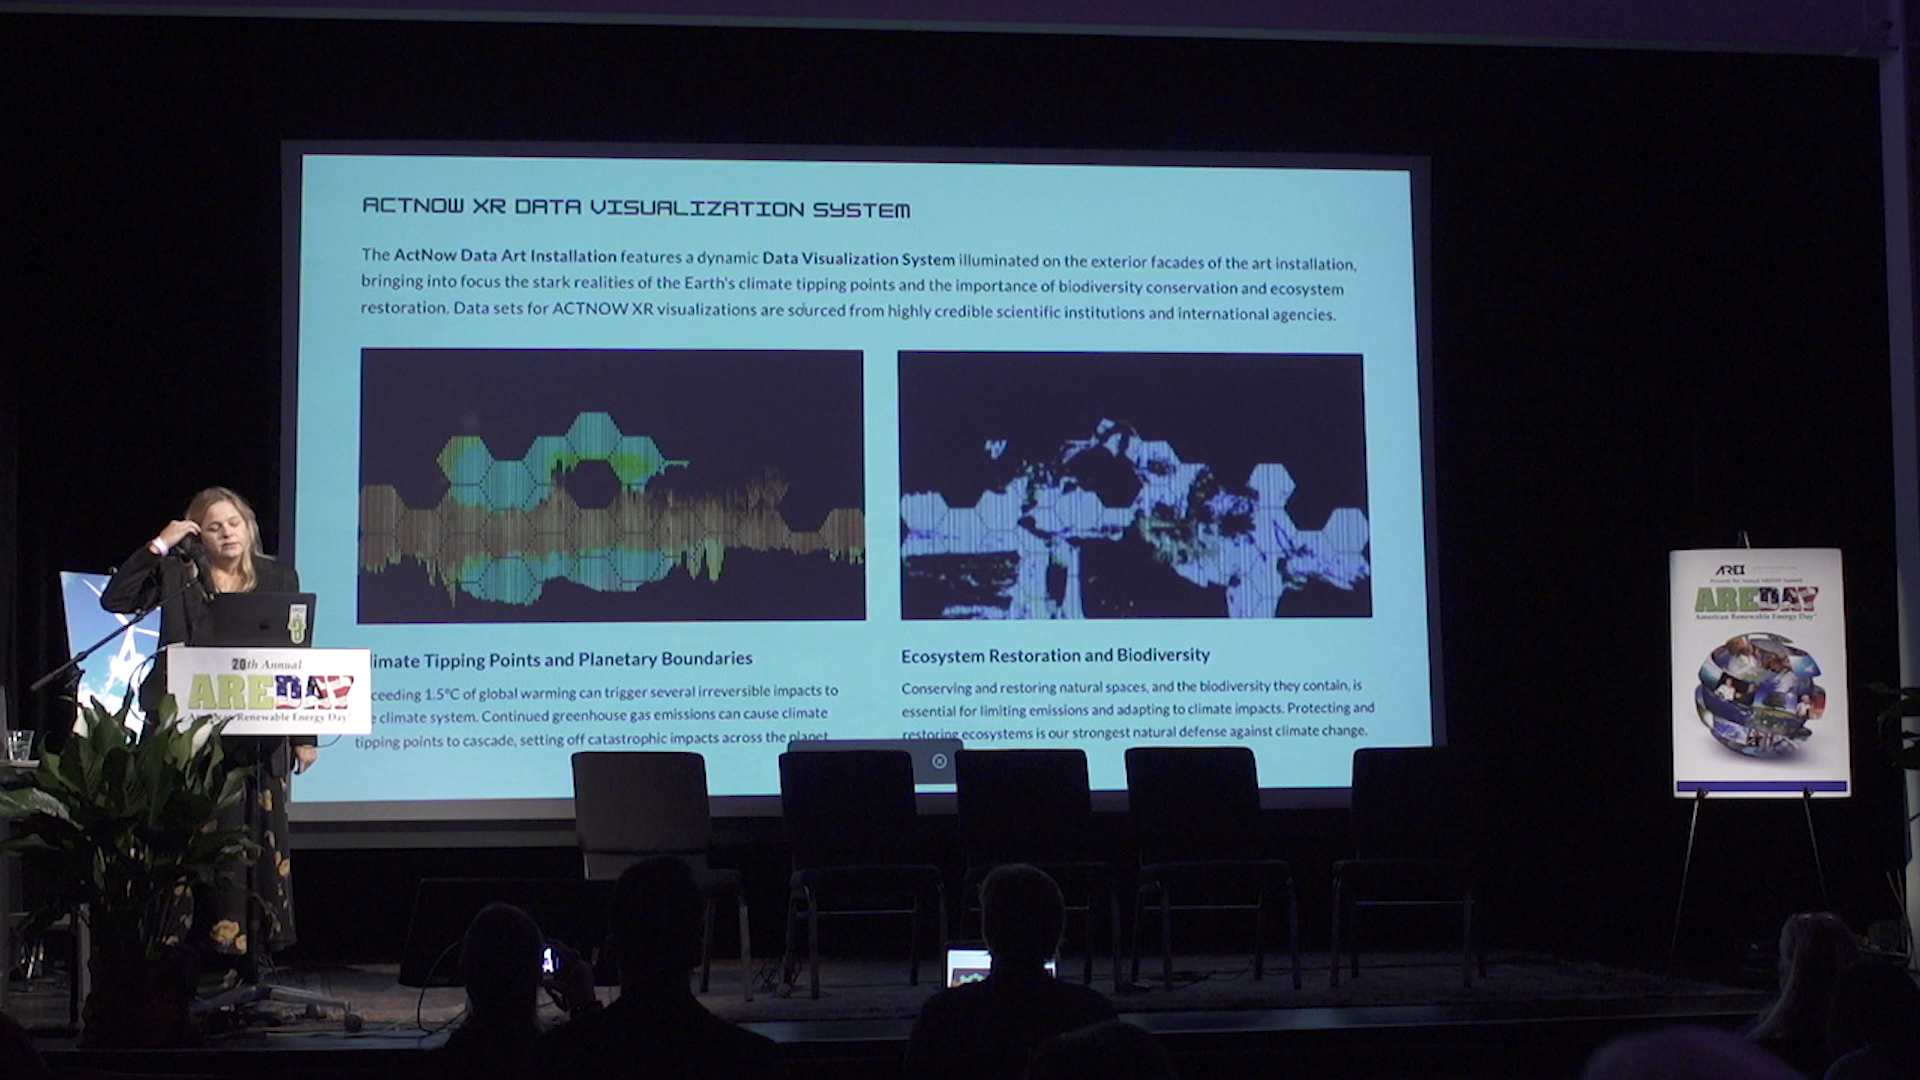 ACTNOW XR DATA VISUALIZATION SYSTEM
The ActNow Data Art Installation features a dynamic Data Visualization System illuminated on the exterior facades of the art installation,
bringing into focus the stark realities of the Earth's climate tipping points and the importance of biodiversity conservation and ecosystem
restoration. Data sets for ACTNOW XR visualizations are sourced from highly credible scientific institutions and international agencies.
imate Tipping Points and Planetary Boundaries
ceeding 1.5°C of global warming can trigger several irreversible impacts to
climate system. Continued greenhouse gas emissions can cause climate
tipping points to cascade, setting off catastrophic impacts across the planet
Ecosystem Restoration and Biodiversity
Conserving and restoring natural spaces, and the biodiversity they contain, is
essential for limiting emissions and adapting to climate impacts. Protecting and
restoring ecosystems is our strongest natural defense against climate change.
20th Annual
AREDAY
American Renewable Energy Day
AREI
AREDAY
American Renewable Energy Day